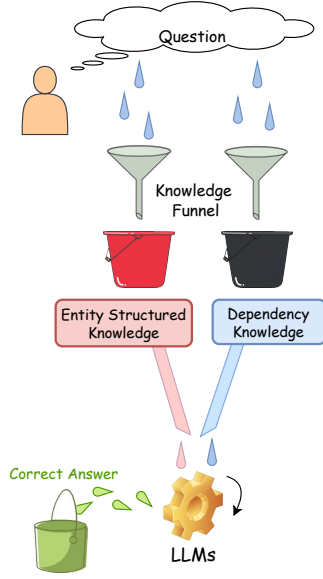 Question
Knowledge
Funnel
Entity Structured
Knowledge
Dependency
Knowledge
Correct Answer
LLMs